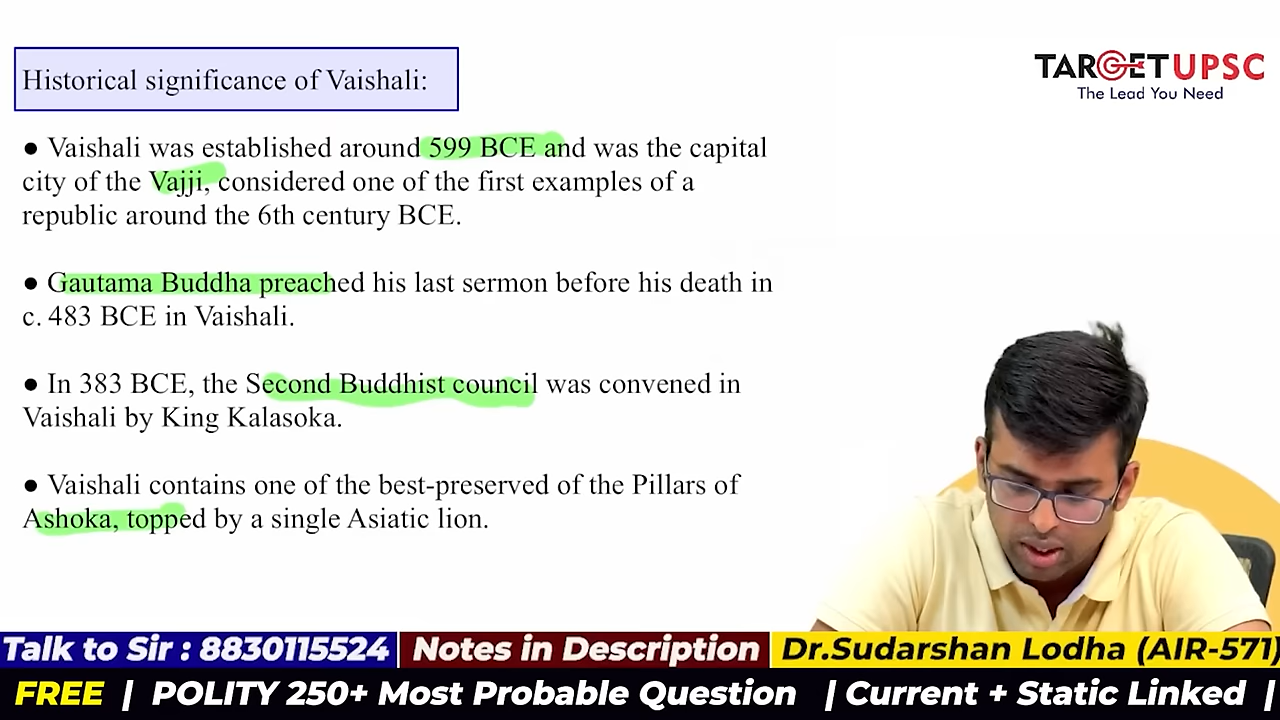 Historical significance of Vaishali:
TARGETUPSC
The Lead You Need
● Vaishali was established around 599 BCE and was the capital
city of the Vajji, considered one of the first examples of a
republic around the 6th century BCE.
● Gautama Buddha preached his last sermon before his death in
c. 483 BCE in Vaishali.
● In 383 BCE, the Second Buddhist council was convened in
Vaishali by King Kalasoka.
● Vaishali contains one of the best-preserved of the Pillars of
Ashoka, topped by a single Asiatic lion.
Talk to Sir : 8830115524 Notes in Description Dr.Sudarshan Lodha (AIR-571)
FREE | POLITY 250+ Most Probable Question | Current + Static Linked |